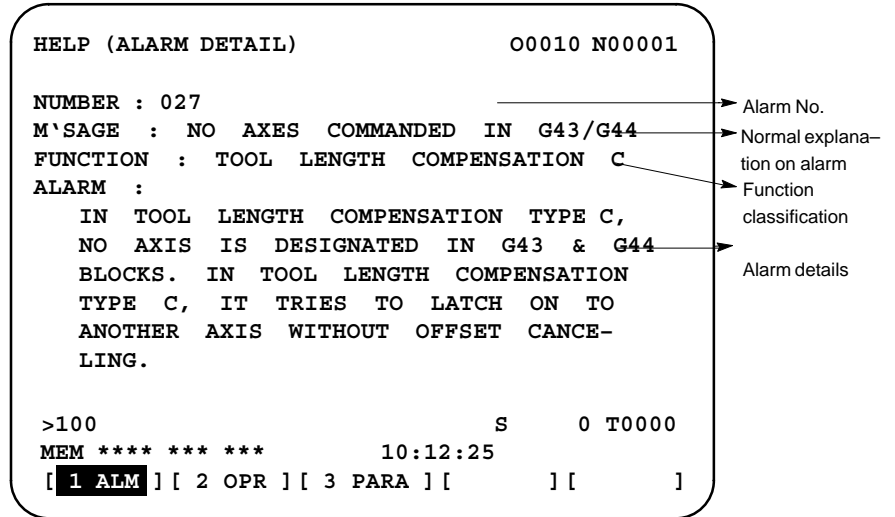 HELP (ALARM DETAIL) O0010 N00001
NUMBER : 027
M‘SAGE : NO AXES COMMANDED IN G43/G44
FUNCTION : TOOL LENGTH COMPENSATION C
ALARM :
IN TOOL LENGTH COMPENSATION TYPE C,
NO AXIS IS DESIGNATED IN G43 & G44
BLOCKS. IN TOOL LENGTH COMPENSATION
TYPE C, IT TRIES TO LATCH ON TO
ANOTHER AXIS WITHOUT OFFSET CANCE–
LING.
>100 S 0 T0000
MEM **** *** *** 10:12:25
[ 1 ALM ] [ 2 OPR ] [ 3 PARA ] [ ] [ ]
Alarm No.
Normal explana–
tion on alarm
Function
classification
Alarm details